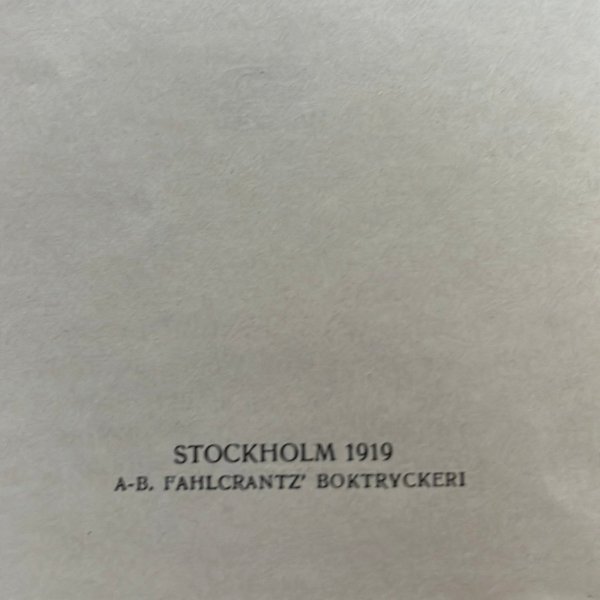 STOCKHOLM 1919
A-B. FAHLCRANTZ' BOKTRYCKERI